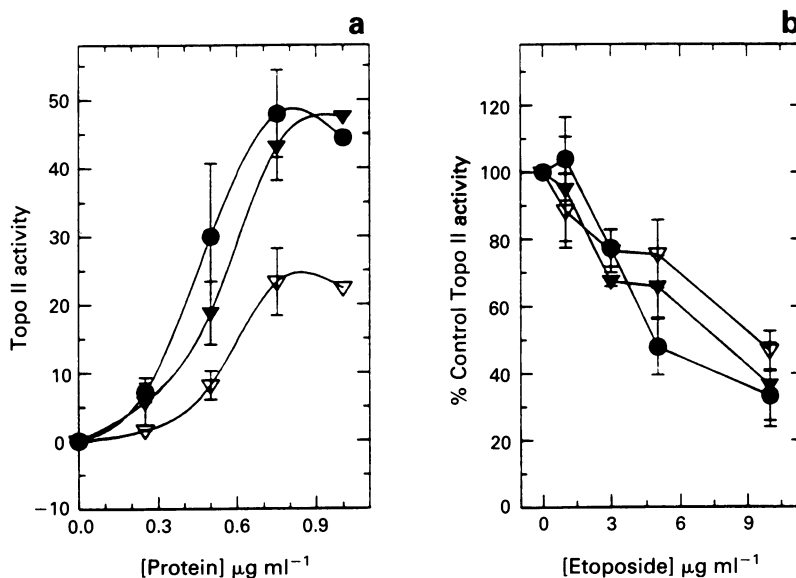 a
Topo II activity
50
40
30
20
10
0
−10
0.0 0.3 0.6 0.9
[Protein] μg ml⁻¹
b
% Control Topo II activity
120
100
80
60
40
20
0
0 3 6 9
[Etoposide] μg ml⁻¹